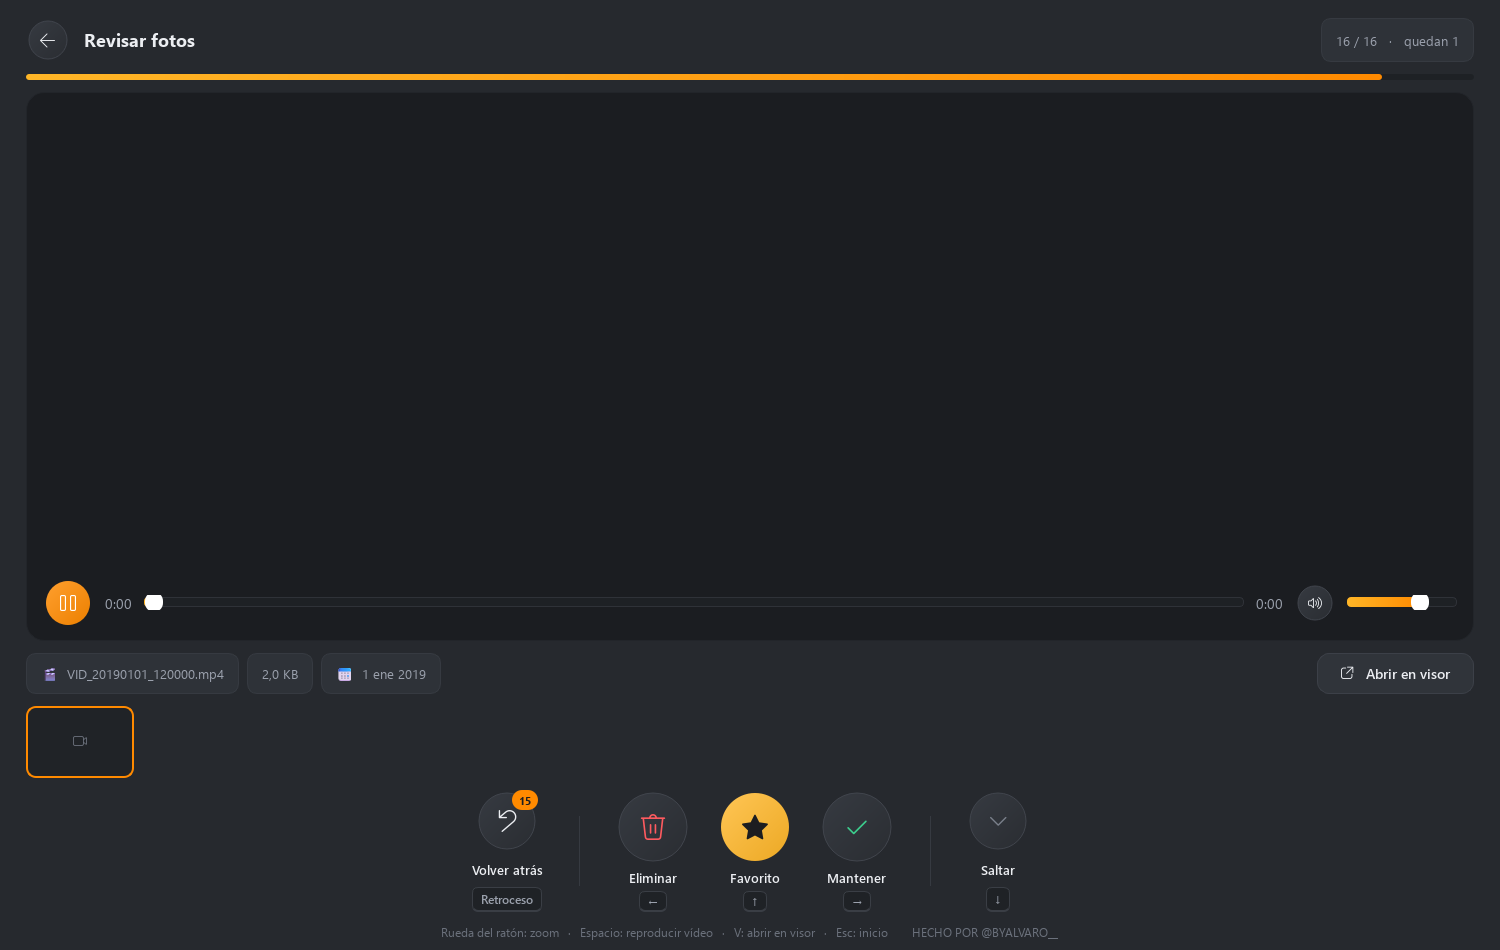 Revisar fotos
16 / 16 · quedan 1
0:00
0:00
VID_20190101_120000.mp4
2,0 KB
1 ene 2019
Abrir en visor
15
Volver atrás
Eliminar
Favorito
Mantener
Saltar
Retroceso
←
↑
→
↓
Rueda del ratón: zoom · Espacio: reproducir vídeo · V: abrir en visor · Esc: inicio HECHO POR @BYALVARO__